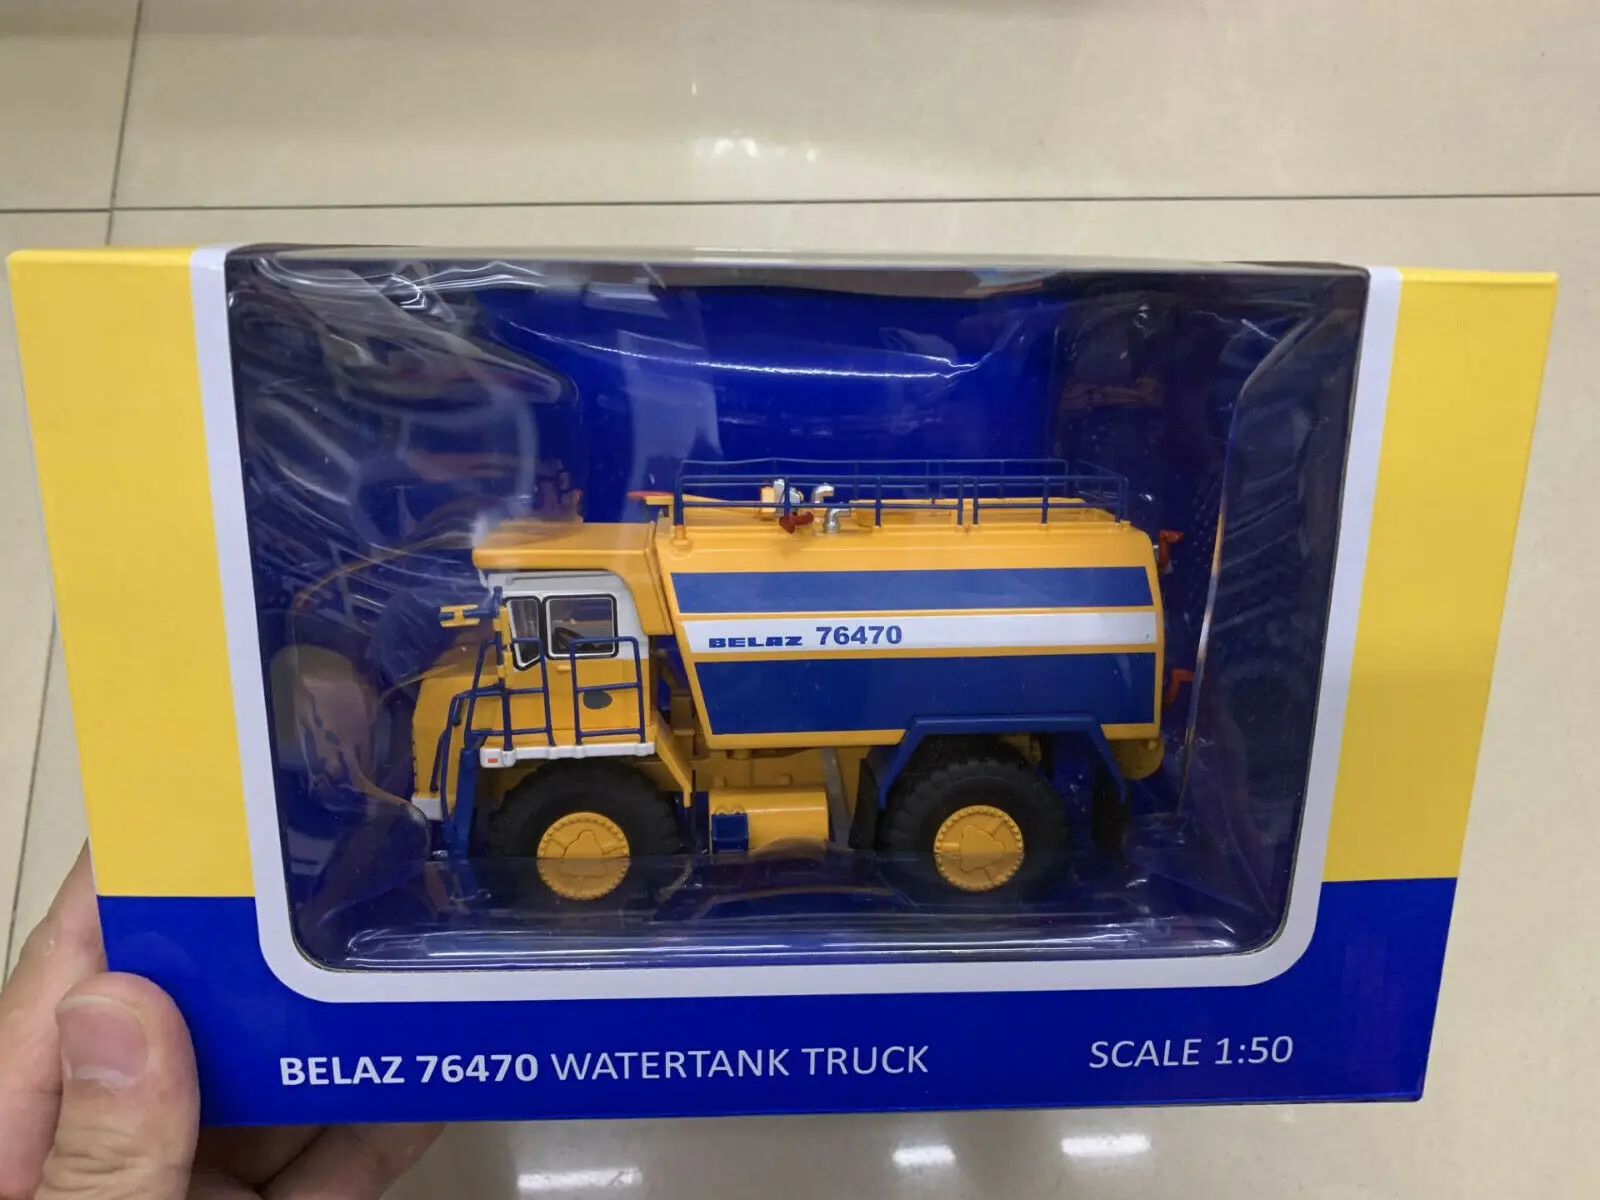 BELAZ 76470
BELAZ 76470 WATERTANK TRUCK
SCALE 1:50